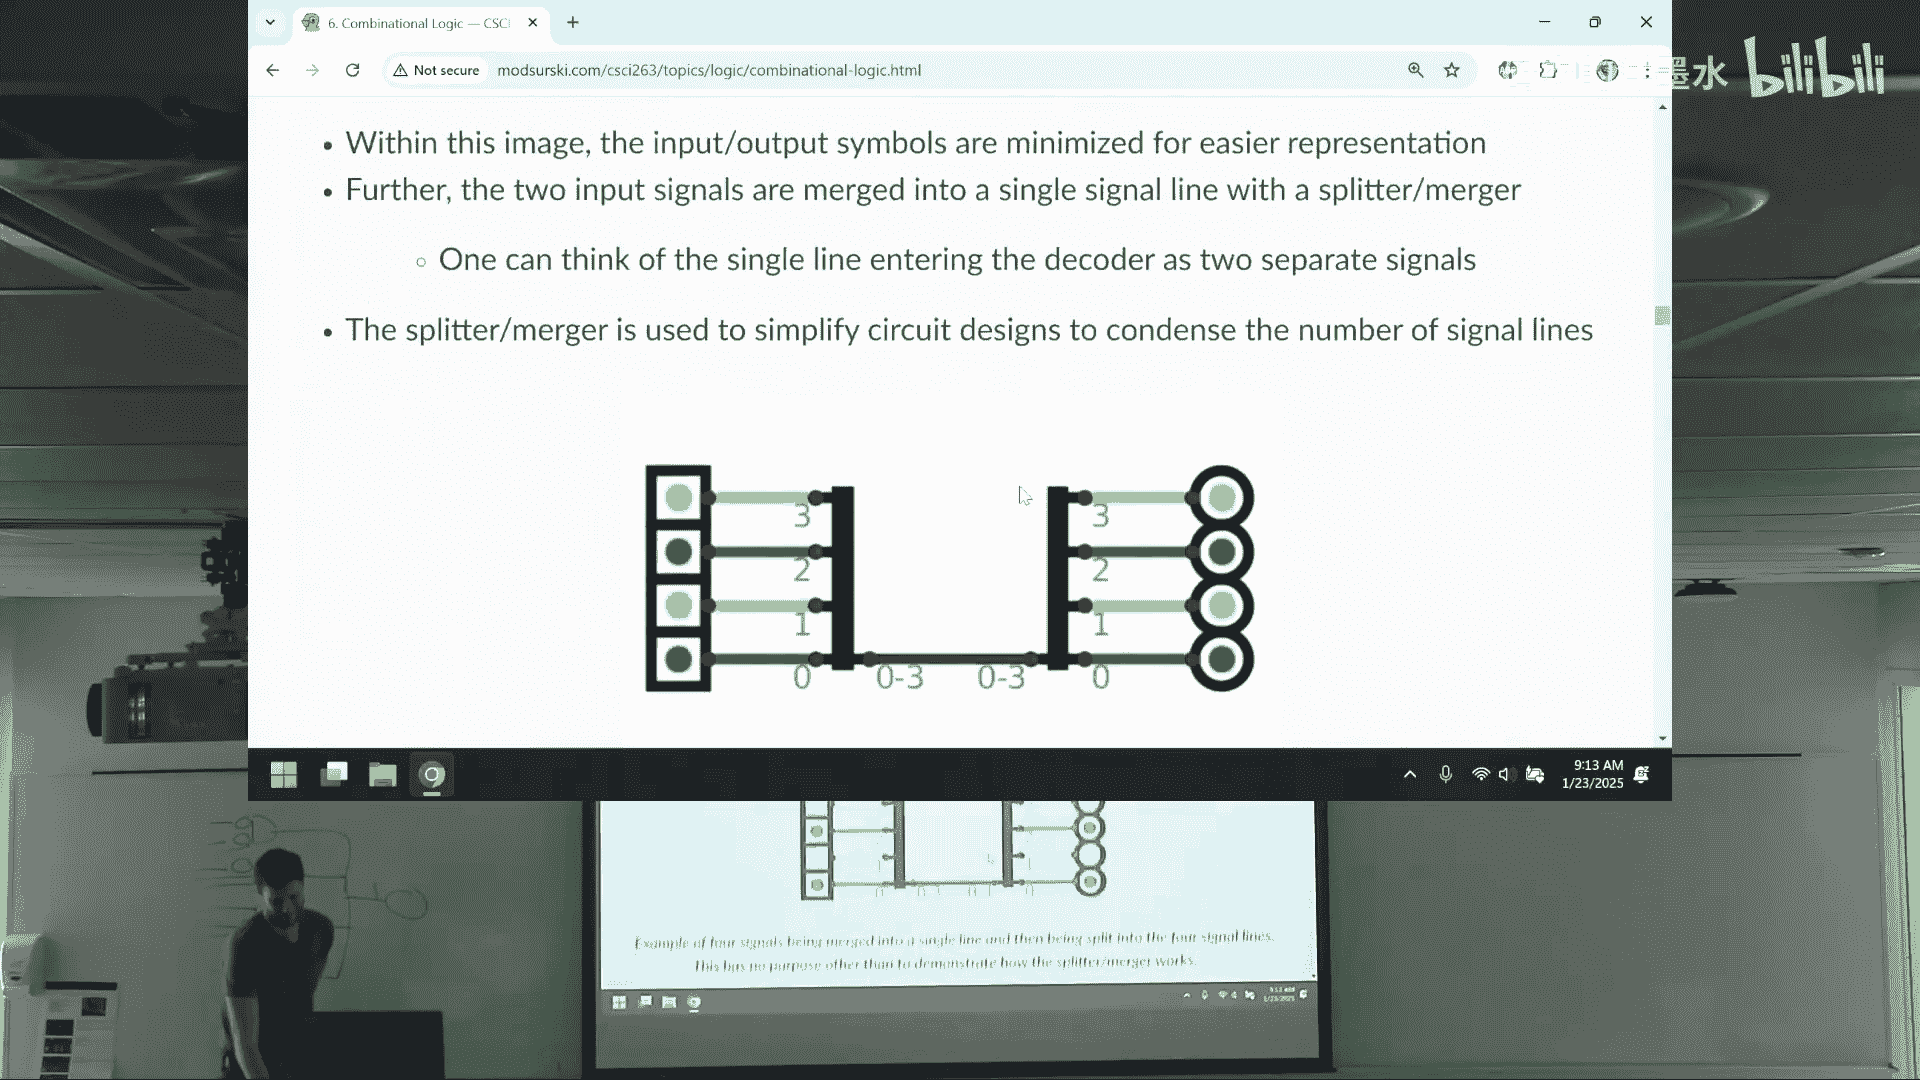 6. Combinational Logic — CSCI
Not secure
modsurski.com/csci263/topics/logic/combinational-logic.html
墨水 bilibili
Within this image, the input/output symbols are minimized for easier representation
Further, the two input signals are merged into a single signal line with a splitter/merger
One can think of the single line entering the decoder as two separate signals
The splitter/merger is used to simplify circuit designs to condense the number of signal lines
3 3
2 2
1 1
0 0-3 0-3 0
9:13 AM
1/23/2025
Example of four signals being merged into a single line and then being split into the four signal lines.
This has no purpose other than to demonstrate how the splitter/merger works.